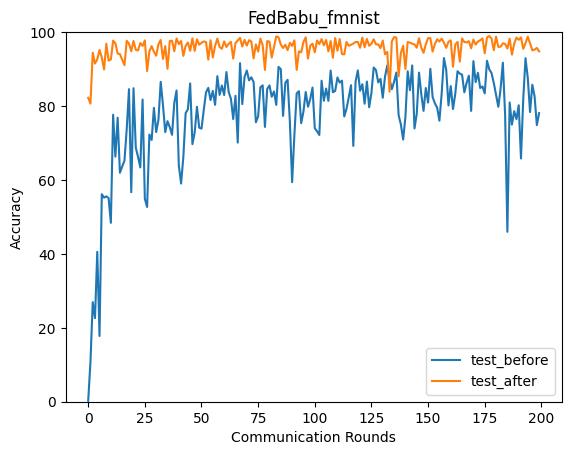 FedBabu_fmnist
100
80
60
40
20
0
Accuracy
0 25 50 75 100 125 150 175 200
Communication Rounds
test_before
test_after